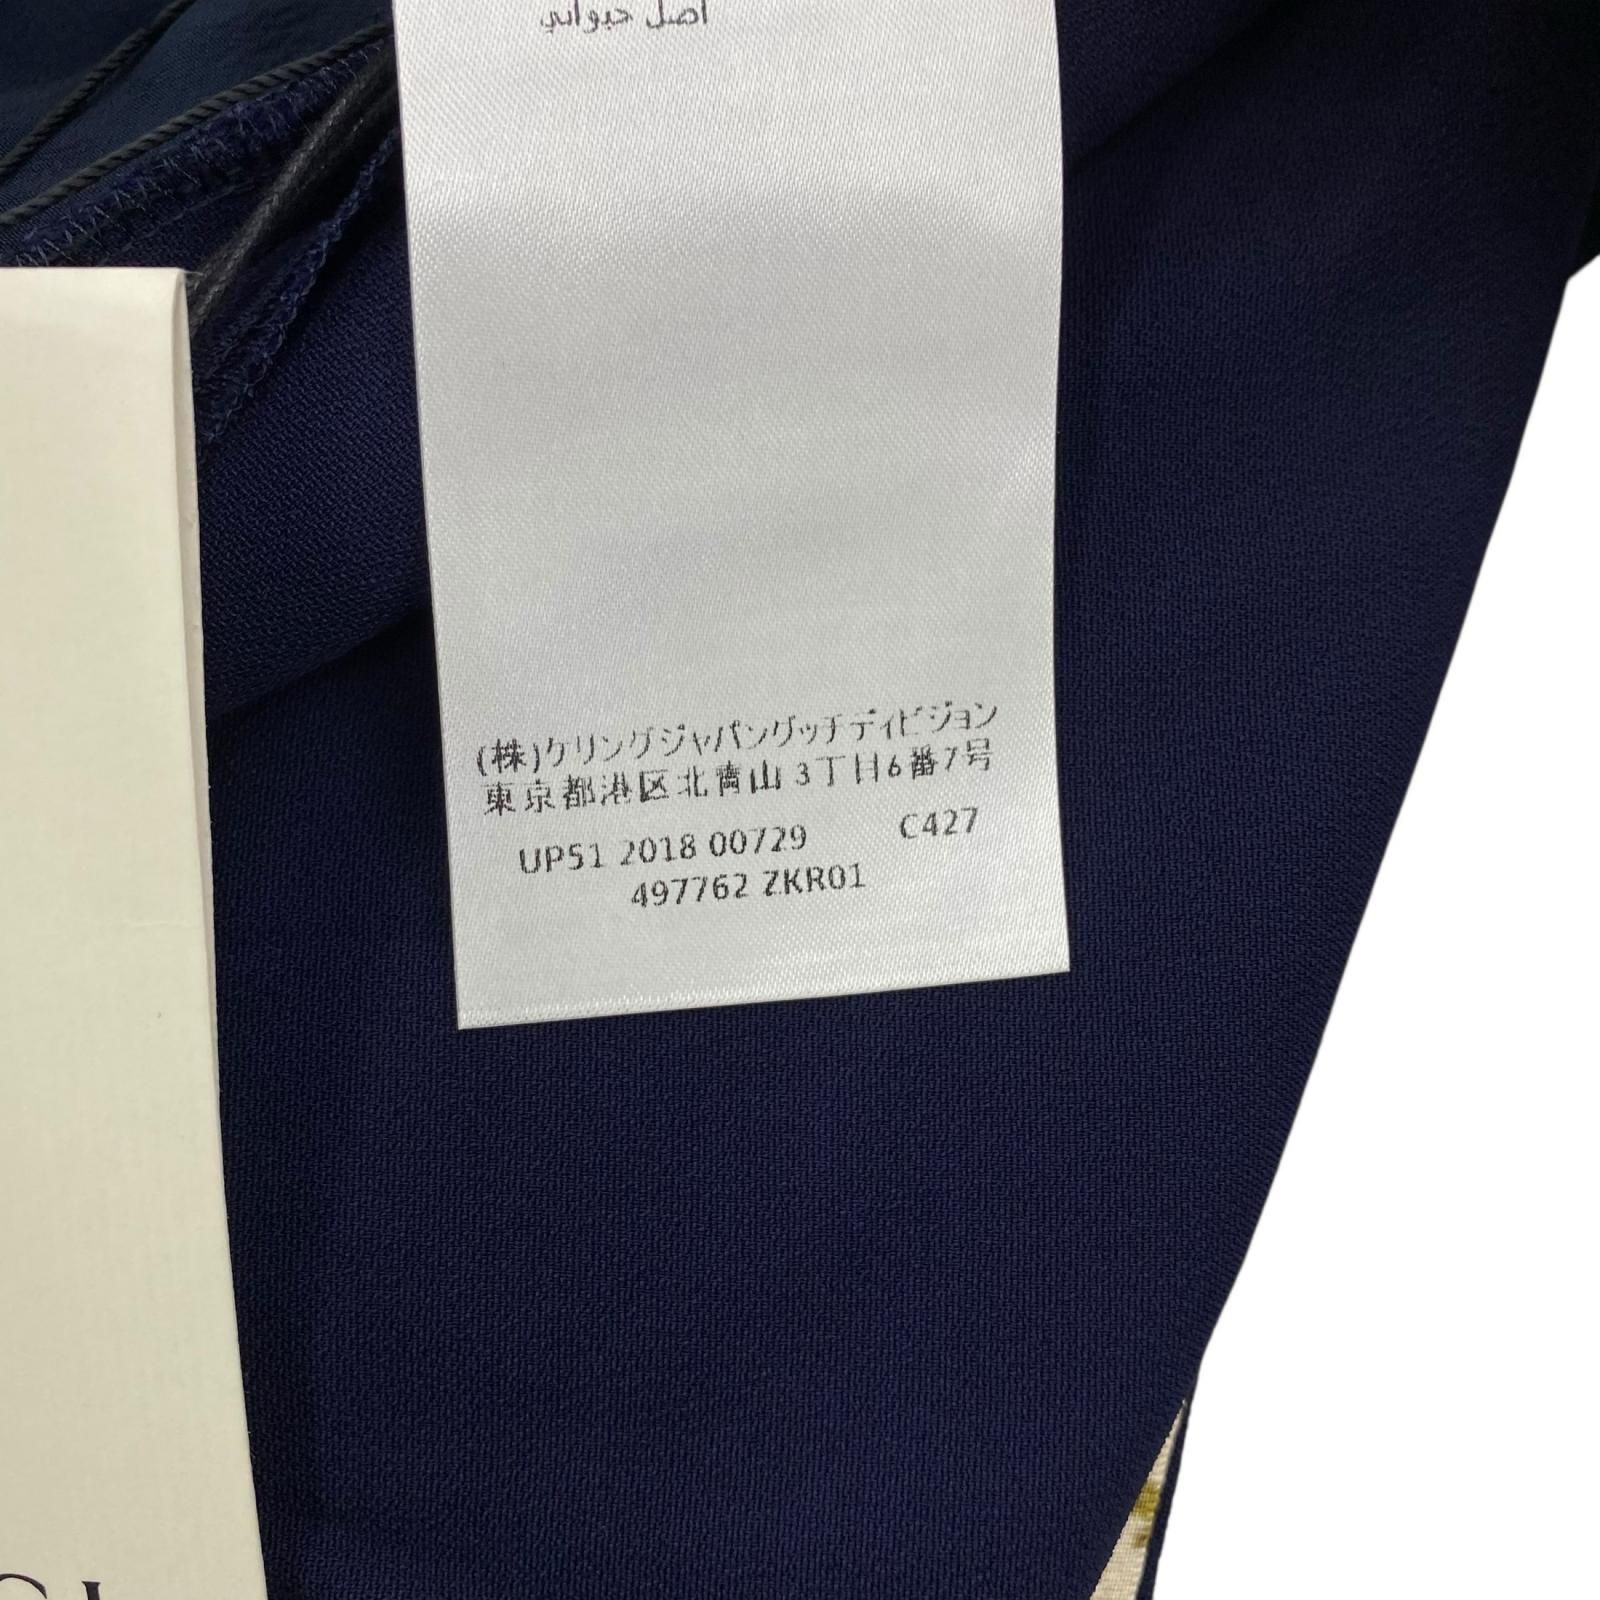 أصل حيواني
(株)ケリングジャパングッチディビジョン
東京都港区北青山3丁目6番7号
UP51 2018 00729 C427
497762 ZKR01